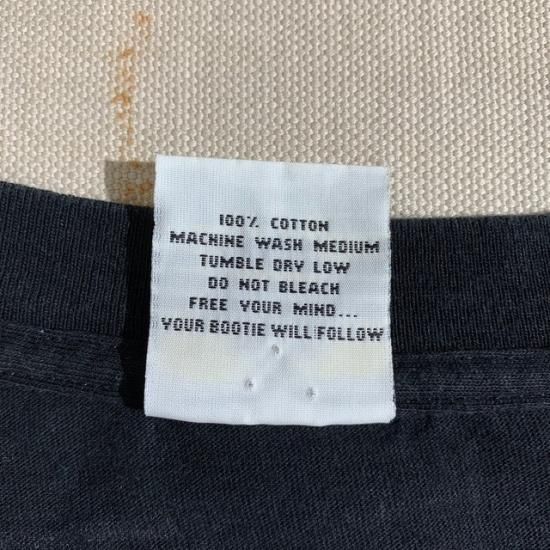 100% COTTON
MACHINE WASH MEDIUM
TUMBLE DRY LOW
DO NOT BLEACH
FREE YOUR MIND...
YOUR BOOTIE WILL FOLLOW